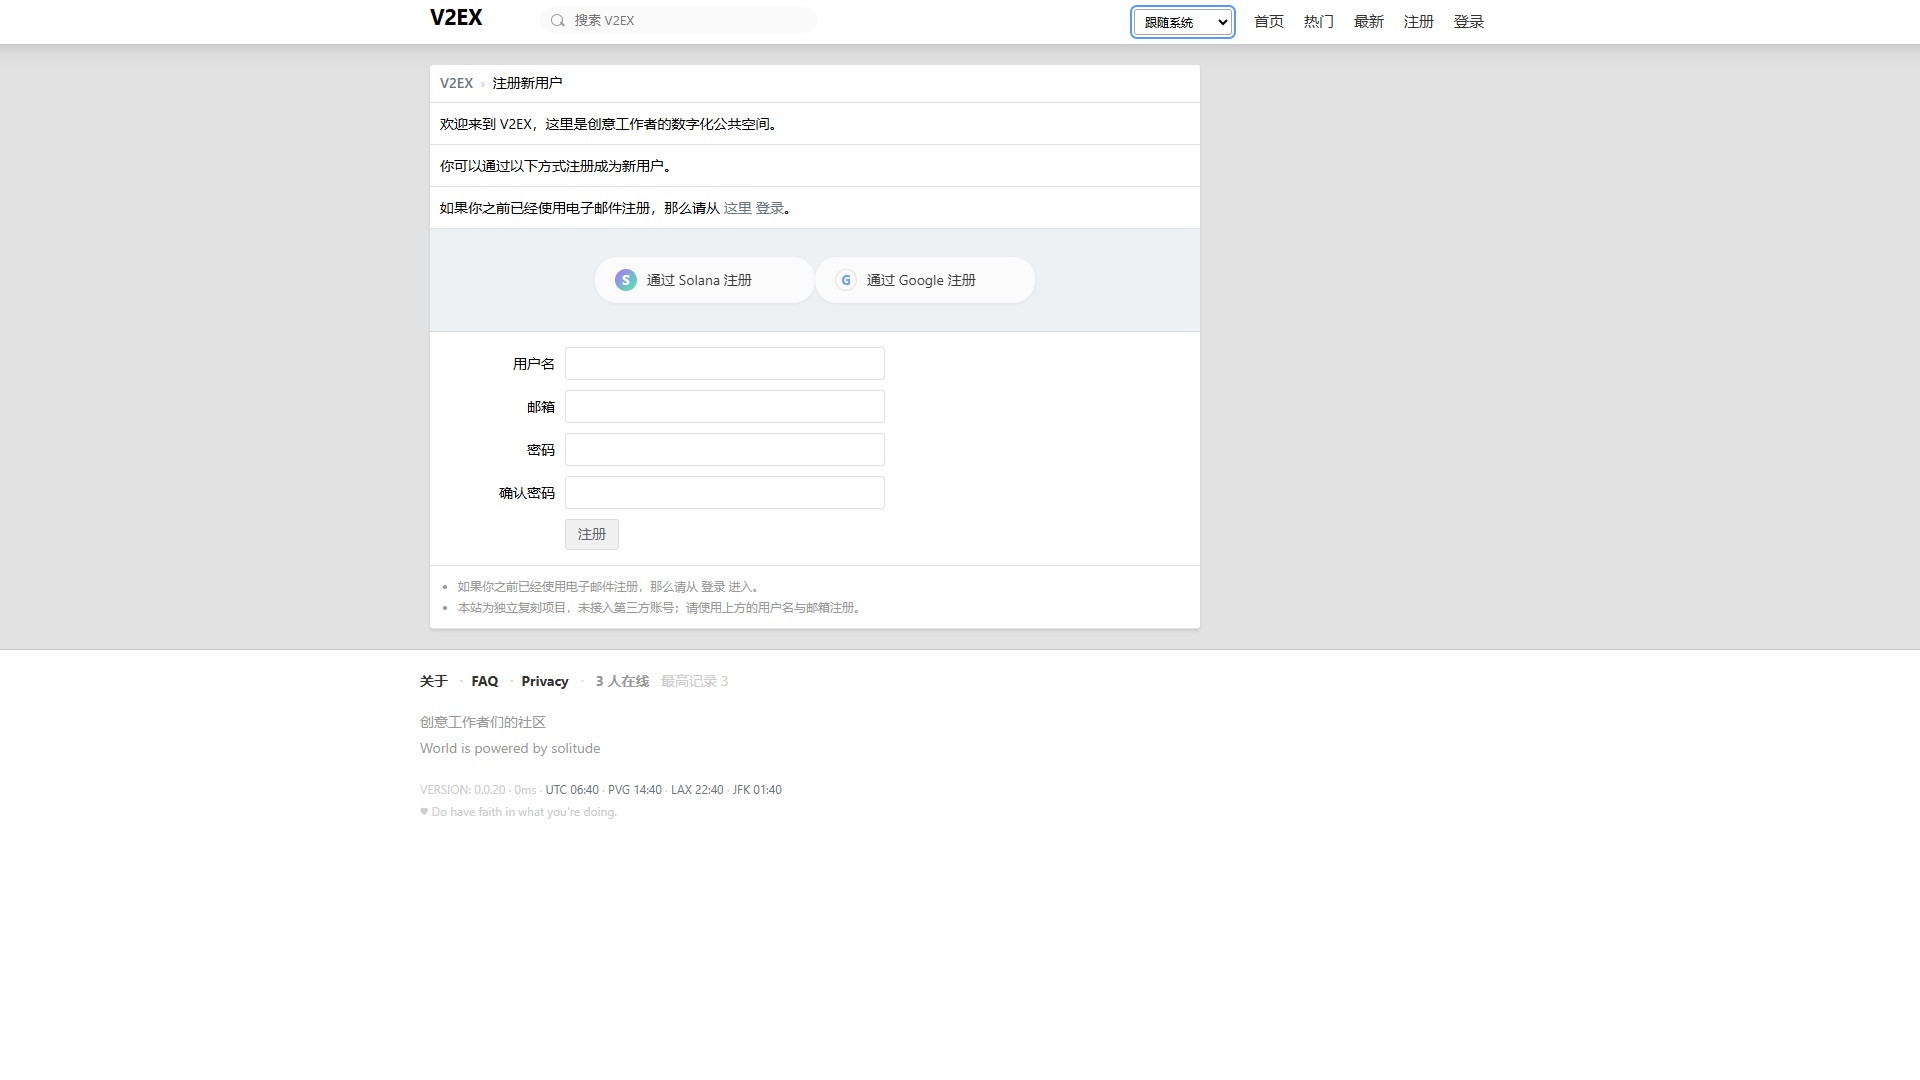 V2EX 搜索 V2EX 跟随系统 首页 热门 最新 注册 登录
V2EX › 注册新用户
欢迎来到 V2EX，这里是创意工作者的数字化公共空间。
你可以通过以下方式注册成为新用户。
如果你之前已经使用电子邮件注册，那么请从 这里 登录。
S 通过 Solana 注册 G 通过 Google 注册
用户名
邮箱
密码
确认密码
注册
• 如果你之前已经使用电子邮件注册，那么请从 登录 进入。
• 本站为独立复刻项目，未接入第三方账号；请使用上方的用户名与邮箱注册。
关于 · FAQ · Privacy · 3 人在线 最高记录 3
创意工作者们的社区
World is powered by solitude
VERSION: 0.0.20 · 0ms · UTC 06:40 · PVG 14:40 · LAX 22:40 · JFK 01:40
♥ Do have faith in what you're doing.